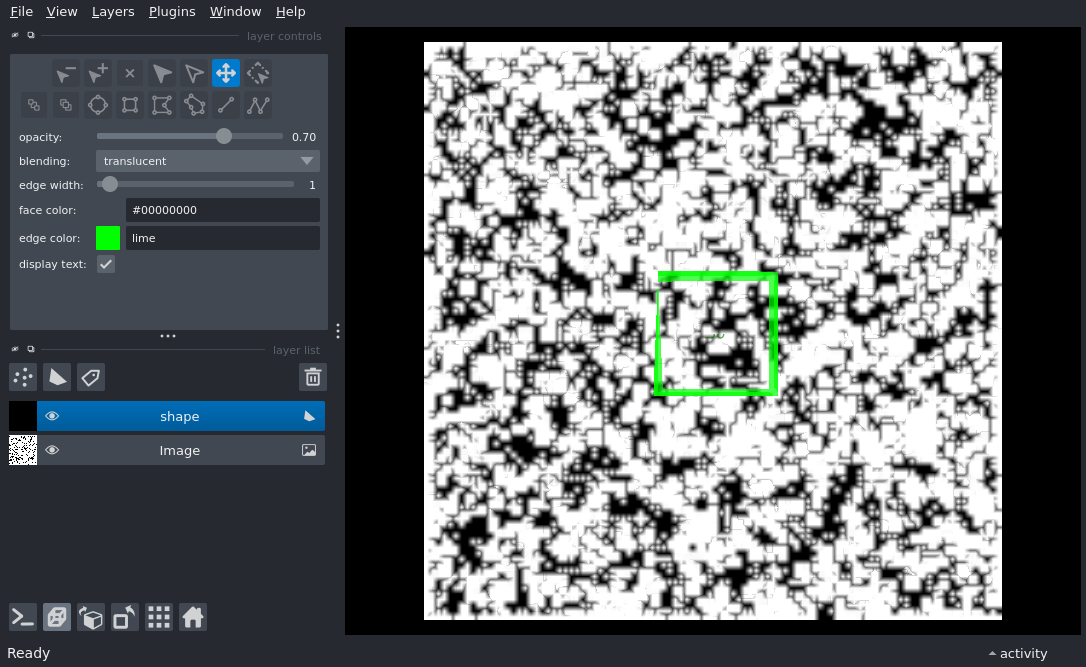 File View Layers Plugins Window Help
layer controls
opacity: 0.70
blending: translucent
edge width: 1
face color: #00000000
edge color: lime
display text:
layer list
shape
Image
Ready
activity